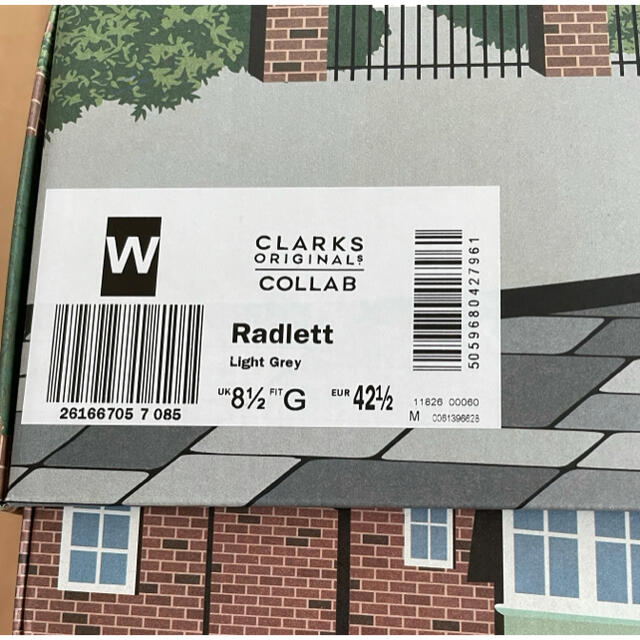 W
CLARKS
ORIGINALS
COLLAB
Radlett
Light Grey
UK 8½ FIT G EUR 42½
26166705 7 085
5059680427961
11826 00060
M 0061396628